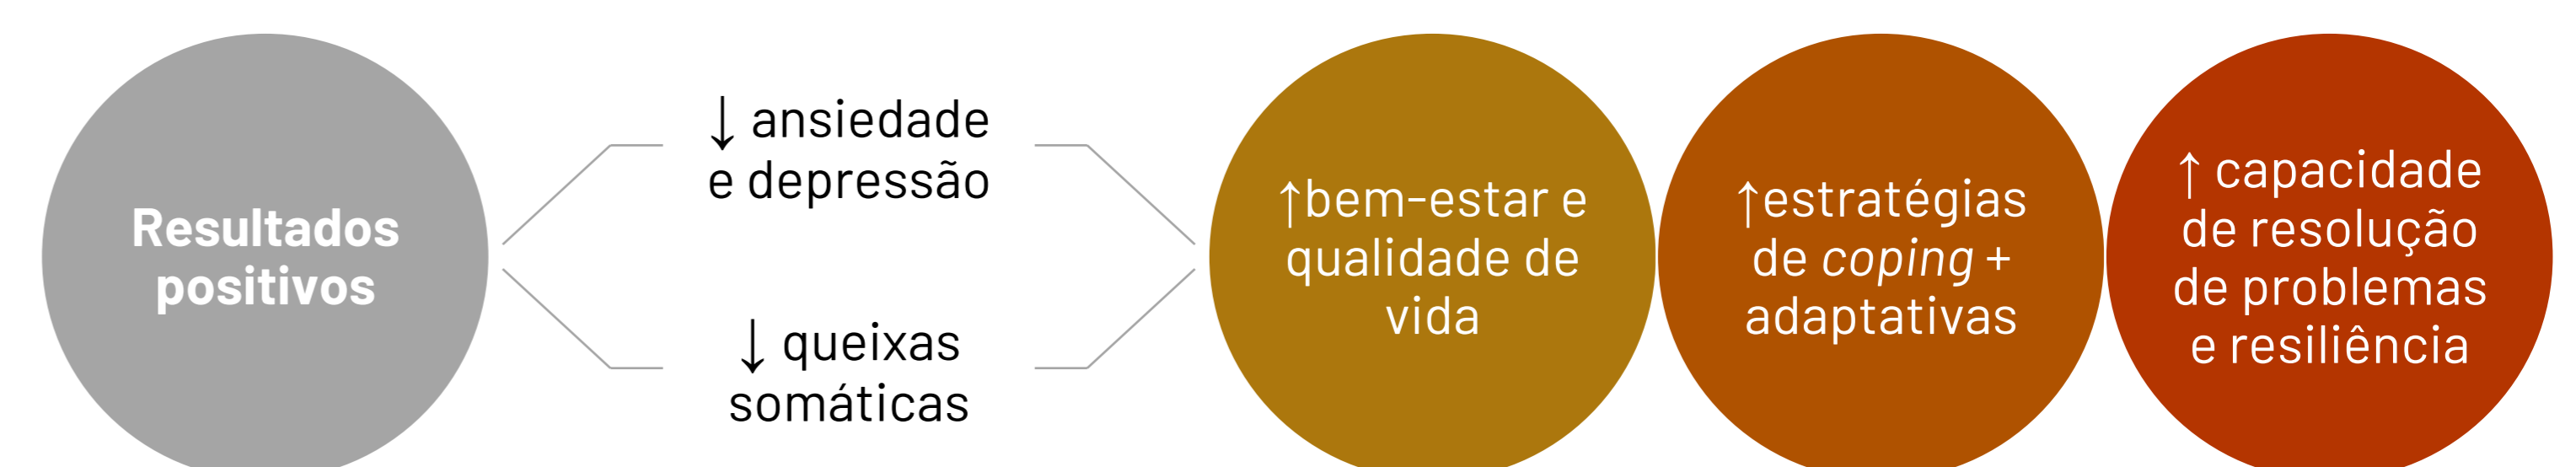 Resultados
positivos
↓ ansiedade
e depressão
↓ queixas
somáticas
↑bem-estar e
qualidade de
vida
↑estratégias
de coping +
adaptativas
↑ capacidade
de resolução
de problemas
e resiliência